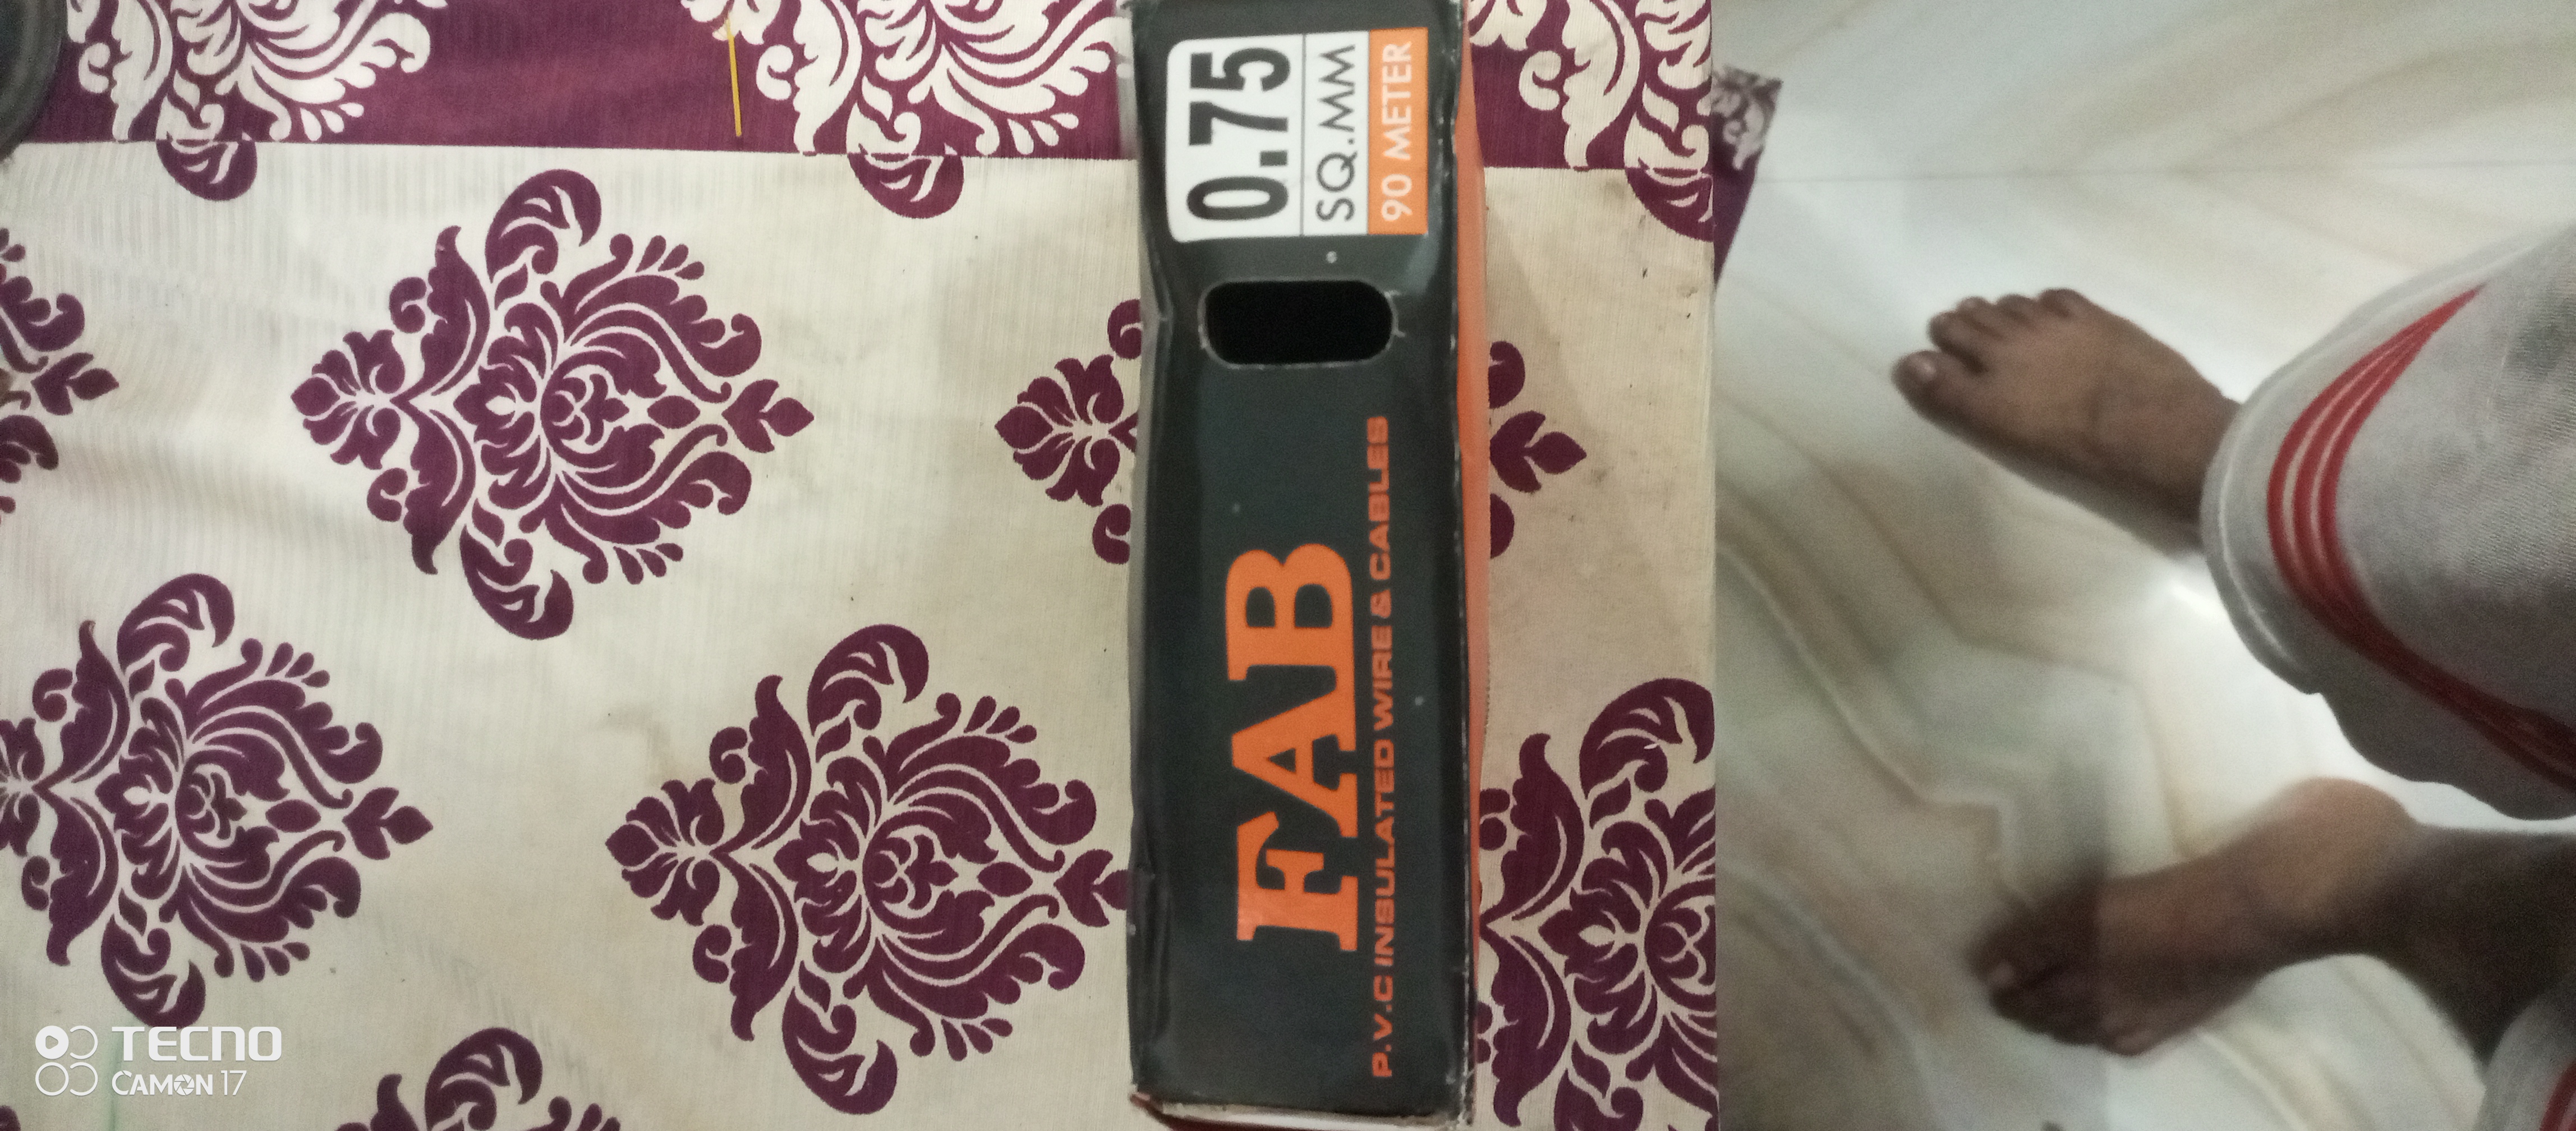 0.75
SQ.MM
90 METER
FAB
P.V.C INSULATED WIRE & CABLES
TECNO
CAMON 17